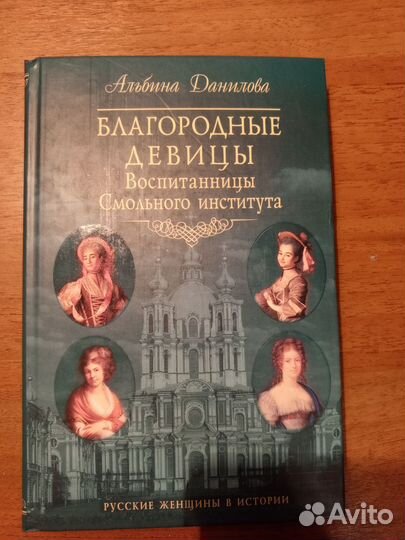 Альбина Данилова
БЛАГОРОДНЫЕ
ДЕВИЦЫ
Воспитанницы
Смольного института
РУССКИЕ ЖЕНЩИНЫ В ИСТОРИИ
Avito